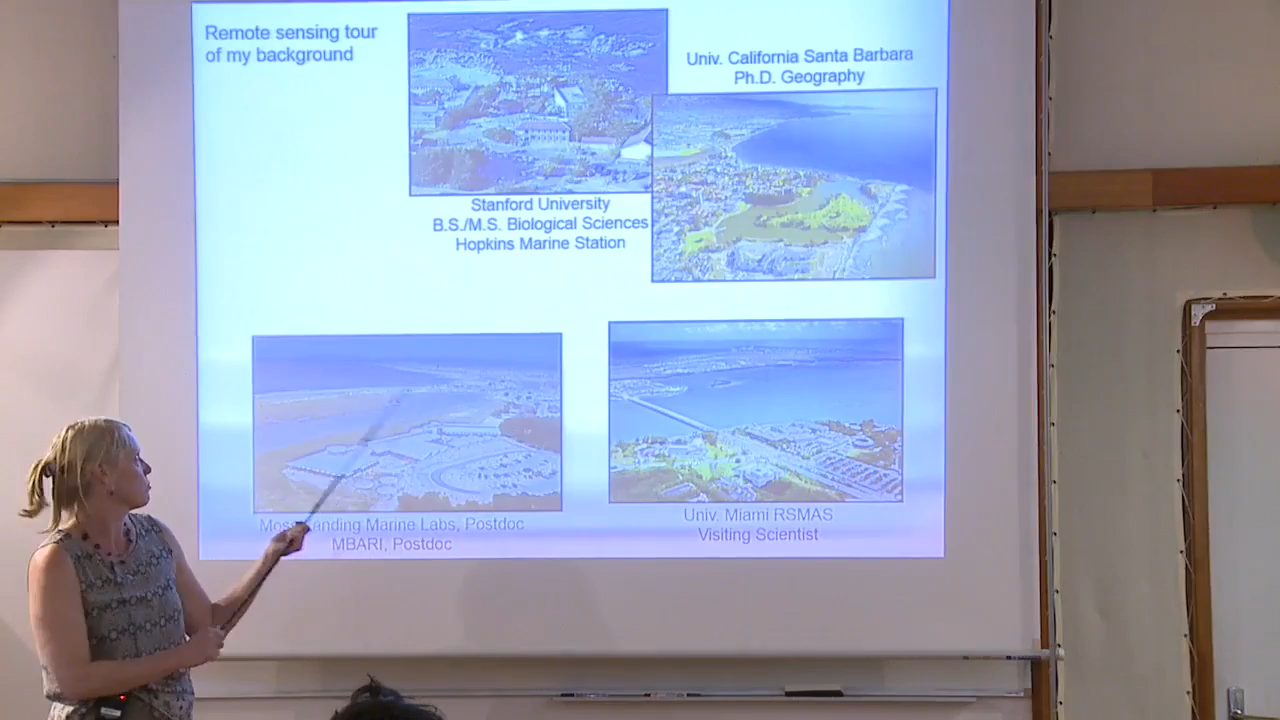 Remote sensing tour
of my background
Univ. California Santa Barbara
Ph.D. Geography
Stanford University
B.S./M.S. Biological Sciences
Hopkins Marine Station
Moss Landing Marine Labs, Postdoc
MBARI, Postdoc
Univ. Miami RSMAS
Visiting Scientist